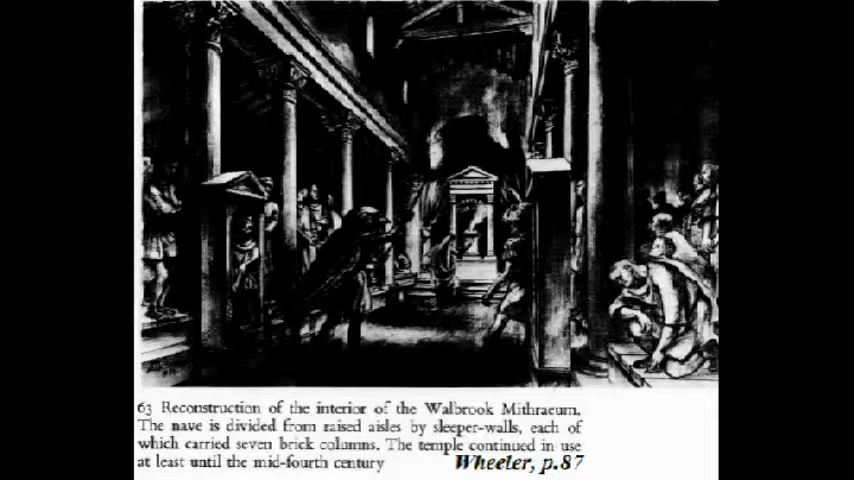 63 Reconstruction of the interior of the Walbrook Mithraeum.
The nave is divided from raised aisles by sleeper-walls, each of
which carried seven brick columns. The temple continued in use
at least until the mid-fourth century
Wheeler, p.87